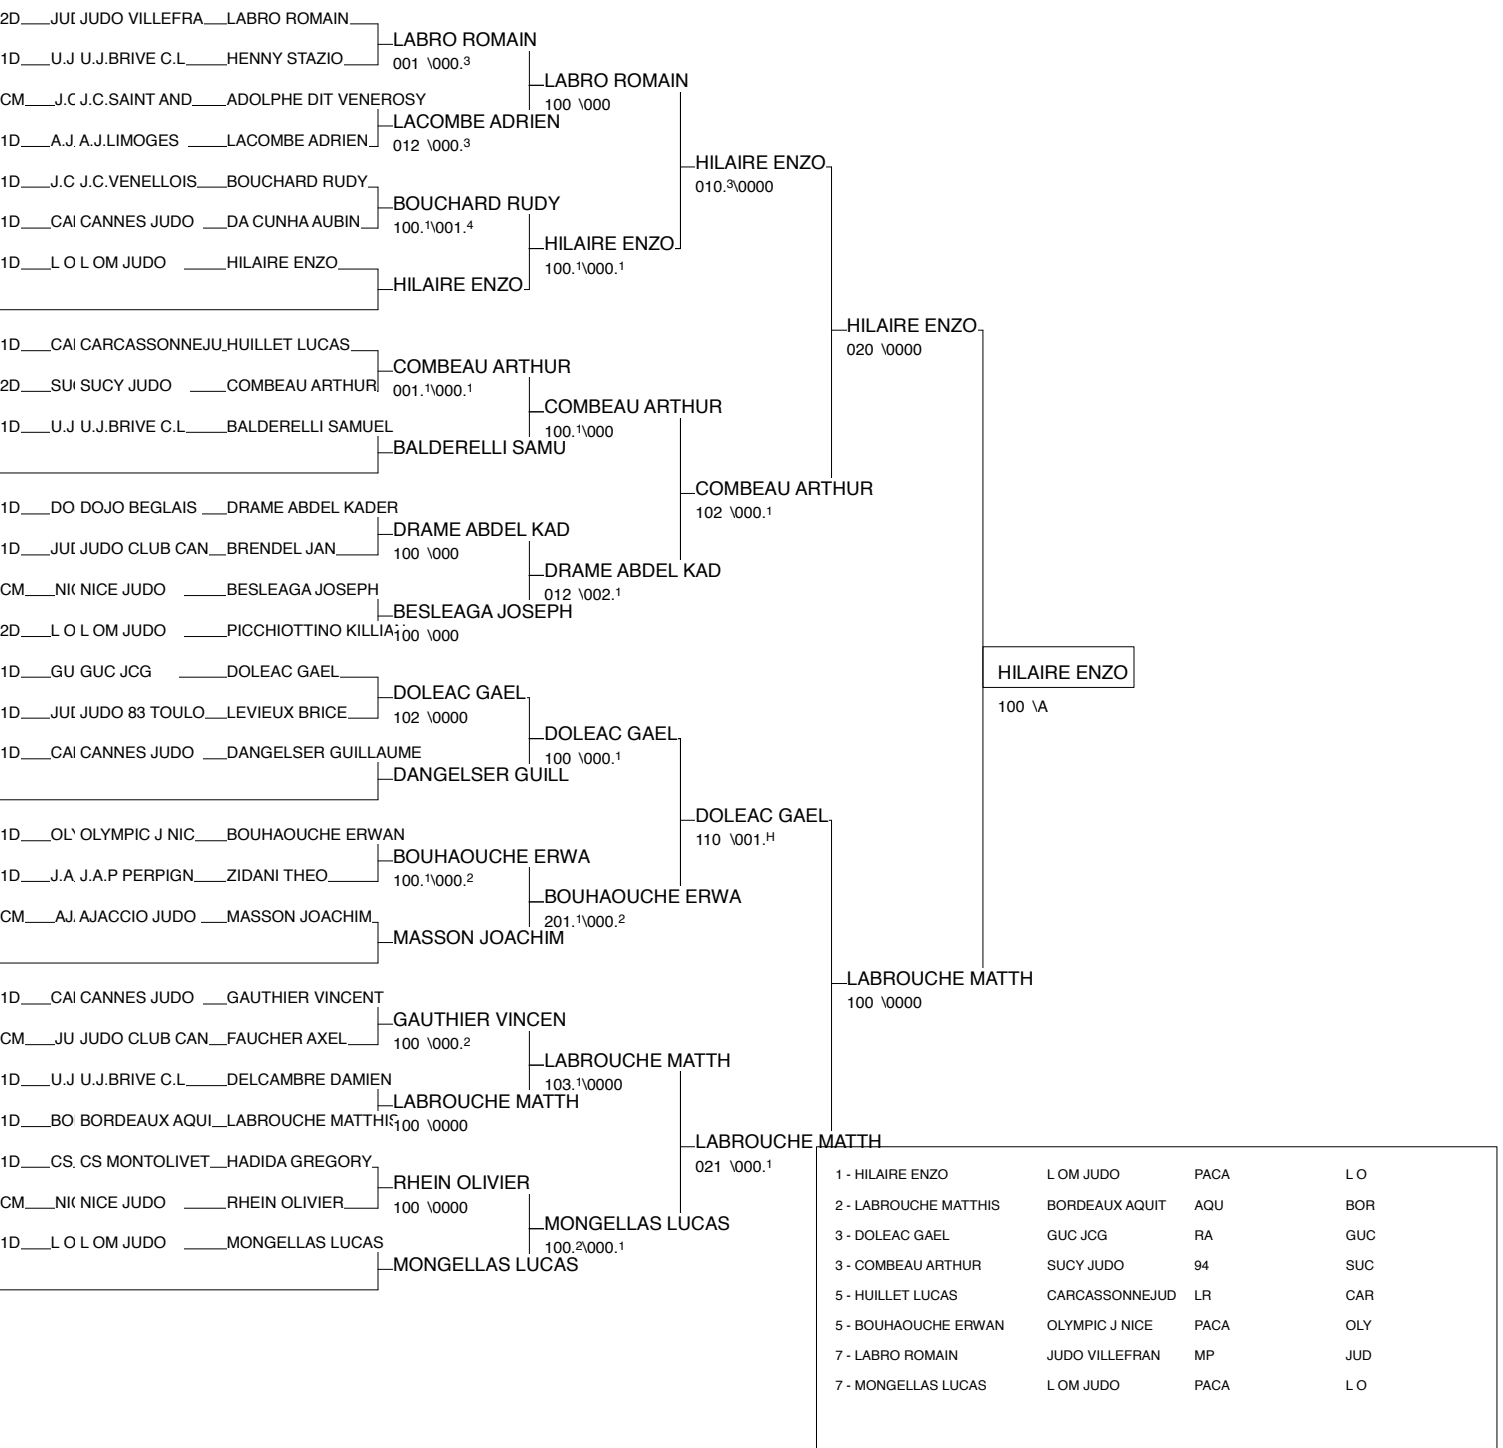 2D JUI JUDO VILLEFRA LABRO ROMAIN
LABRO ROMAIN
1D U.J U.J.BRIVE C.L HENNY STAZIO
001 \000.3
LABRO ROMAIN
100 \000
CM J.C J.C.SAINT AND ADOLPHE DIT VENEROSY
LACOMBE ADRIEN
1D A.J. A.J.LIMOGES LACOMBE ADRIEN
012 \000.3
HILAIRE ENZO
010.3\0000
1D J.C J.C.VENELLOIS BOUCHARD RUDY
BOUCHARD RUDY
1D CAI CANNES JUDO DA CUNHA AUBIN
100.1\001.4
HILAIRE ENZO
100.1\000.1
1D L O L OM JUDO HILAIRE ENZO
HILAIRE ENZO
HILAIRE ENZO
020 \0000
1D CAI CARCASSONNEJU HUILLET LUCAS
COMBEAU ARTHUR
2D SUC SUCY JUDO COMBEAU ARTHUR
001.1\000.1
COMBEAU ARTHUR
100.1\000
1D U.J U.J.BRIVE C.L BALDERELLI SAMUEL
BALDERELLI SAMU
COMBEAU ARTHUR
102 \000.1
1D DO DOJO BEGLAIS DRAME ABDEL KADER
DRAME ABDEL KAD
1D JUI JUDO CLUB CAN BRENDEL JAN
100 \000
DRAME ABDEL KAD
012 \002.1
CM NI( NICE JUDO BESLEAGA JOSEPH
BESLEAGA JOSEPH
2D L O L OM JUDO PICCHIOTTINO KILLIAN
100 \000
HILAIRE ENZO
100 \A
1D GU GUC JCG DOLEAC GAEL
DOLEAC GAEL
1D JUI JUDO 83 TOULO LEVIEUX BRICE
102 \0000
DOLEAC GAEL
100 \000.1
1D CAI CANNES JUDO DANGELSER GUILLAUME
DANGELSER GUILL
DOLEAC GAEL
110 \001.H
1D OL\ OLYMPIC J NIC BOUHAOUCHE ERWAN
BOUHAOUCHE ERWA
1D J.A. J.A.P PERPIGN ZIDANI THEO
100.1\000.2
BOUHAOUCHE ERWA
201.1\000.2
CM AJ. AJACCIO JUDO MASSON JOACHIM
MASSON JOACHIM
LABROUCHE MATTH
100 \0000
1D CAI CANNES JUDO GAUTHIER VINCENT
GAUTHIER VINCEN
CM JU JUDO CLUB CAN FAUCHER AXEL
100 \000.2
LABROUCHE MATTH
103.1\0000
1D U.J U.J.BRIVE C.L DELCAMBRE DAMIEN
LABROUCHE MATTH
1D BO BORDEAUX AQUI LABROUCHE MATTHIS
100 \0000
LABROUCHE MATTH
021 \000.1
1D CS. CS MONTOLIVET HADIDA GREGORY
RHEIN OLIVIER
CM NI( NICE JUDO RHEIN OLIVIER
100 \0000
MONGELLAS LUCAS
100.2\000.1
1D L O L OM JUDO MONGELLAS LUCAS
MONGELLAS LUCAS
1 - HILAIRE ENZO L OM JUDO PACA L O
2 - LABROUCHE MATTHIS BORDEAUX AQUIT AQU BOR
3 - DOLEAC GAEL GUC JCG RA GUC
3 - COMBEAU ARTHUR SUCY JUDO 94 SUC
5 - HUILLET LUCAS CARCASSONNEJUD LR CAR
5 - BOUHAOUCHE ERWAN OLYMPIC J NICE PACA OLY
7 - LABRO ROMAIN JUDO VILLEFRAN MP JUD
7 - MONGELLAS LUCAS L OM JUDO PACA L O